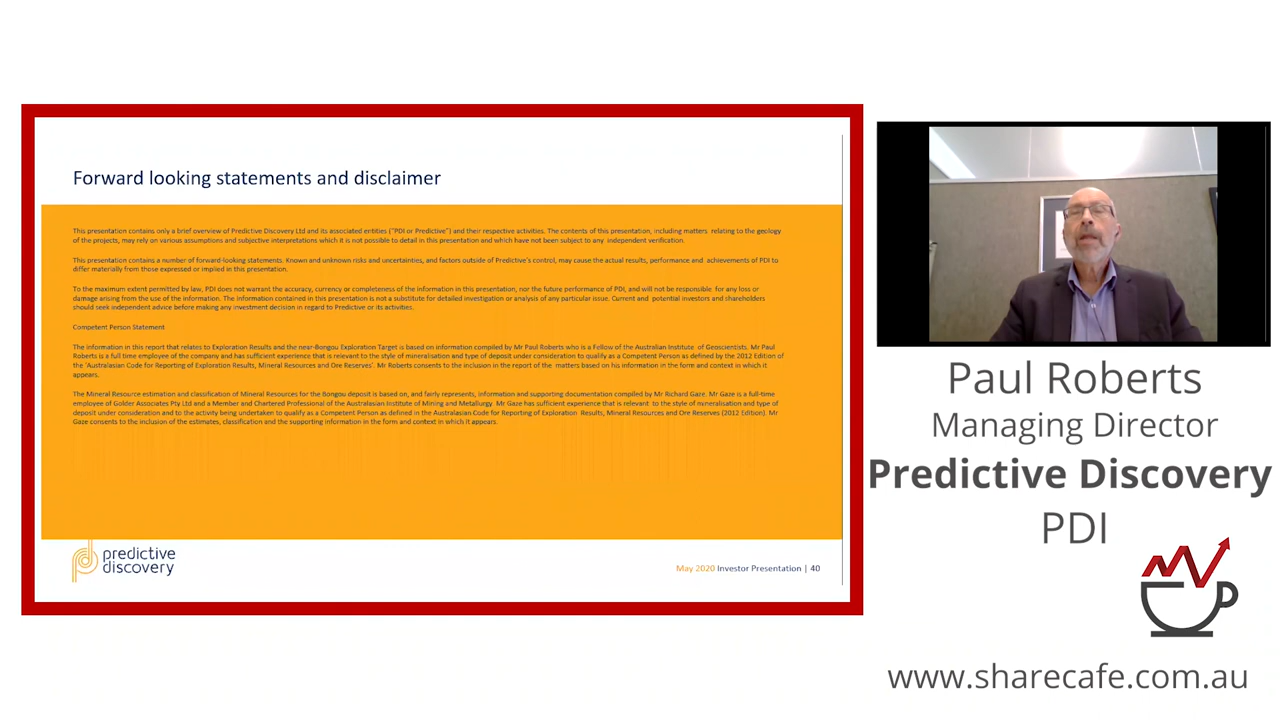 Forward looking statements and disclaimer
This presentation contains only a brief overview of Predictive Discovery Ltd and its associated entities ("PDI or Predictive") and their respective activities. The contents of this presentation, including matters relating to the geology
of the projects, may rely on various assumptions and subjective interpretations which it is not possible to detail in this presentation and which have not been subject to any independent verification.
This presentation contains a number of forward-looking statements. Known and unknown risks and uncertainties, and factors outside of Predictive's control, may cause the actual results, performance and achievements of PDI to
differ materially from those expressed or implied in this presentation.
To the maximum extent permitted by law, PDI does not warrant the accuracy, currency or completeness of the information in this presentation, nor the future performance of PDI, and will not be responsible for any loss or
damage arising from the use of the information. The information contained in this presentation is not a substitute for detailed investigation or analysis of any particular issue. Current and potential investors and shareholders
should seek independent advice before making any investment decision in regard to Predictive or its activities.
Competent Person Statement
The information in this report that relates to Exploration Results and the near-Bongou Exploration Target is based on information compiled by Mr Paul Roberts who is a Fellow of the Australian Institute of Geoscientists. Mr Paul
Roberts is a full time employee of the company and has sufficient experience that is relevant to the style of mineralisation and type of deposit under consideration to qualify as a Competent Person as defined by the 2012 Edition of
the 'Australasian Code for Reporting of Exploration Results, Mineral Resources and Ore Reserves'. Mr Roberts consents to the inclusion in the report of the matters based on his information in the form and context in which it
appears.
The Mineral Resource estimation and classification of Mineral Resources for the Bongou deposit is based on, and fairly represents, information and supporting documentation compiled by Mr Richard Gaze. Mr Gaze is a full-time
employee of Golder Associates Pty Ltd and a Member and Chartered Professional of the Australasian Institute of Mining and Metallurgy Mr Gaze has sufficient experience that is relevant to the style of mineralisation and type of
deposit under consideration and to the activity being undertaken to qualify as a Competent Person as defined in the Australasian Code for Reporting of Exploration Results, Mineral Resources and Ore Reserves (2012 Edition). Mr
Gaze consents to the inclusion of the estimates, classification and the supporting information in the form and context in which it appears.
predictive
discovery
May 2020 Investor Presentation | 40
Paul Roberts
Managing Director
Predictive Discovery
PDI
www.sharecafe.com.au